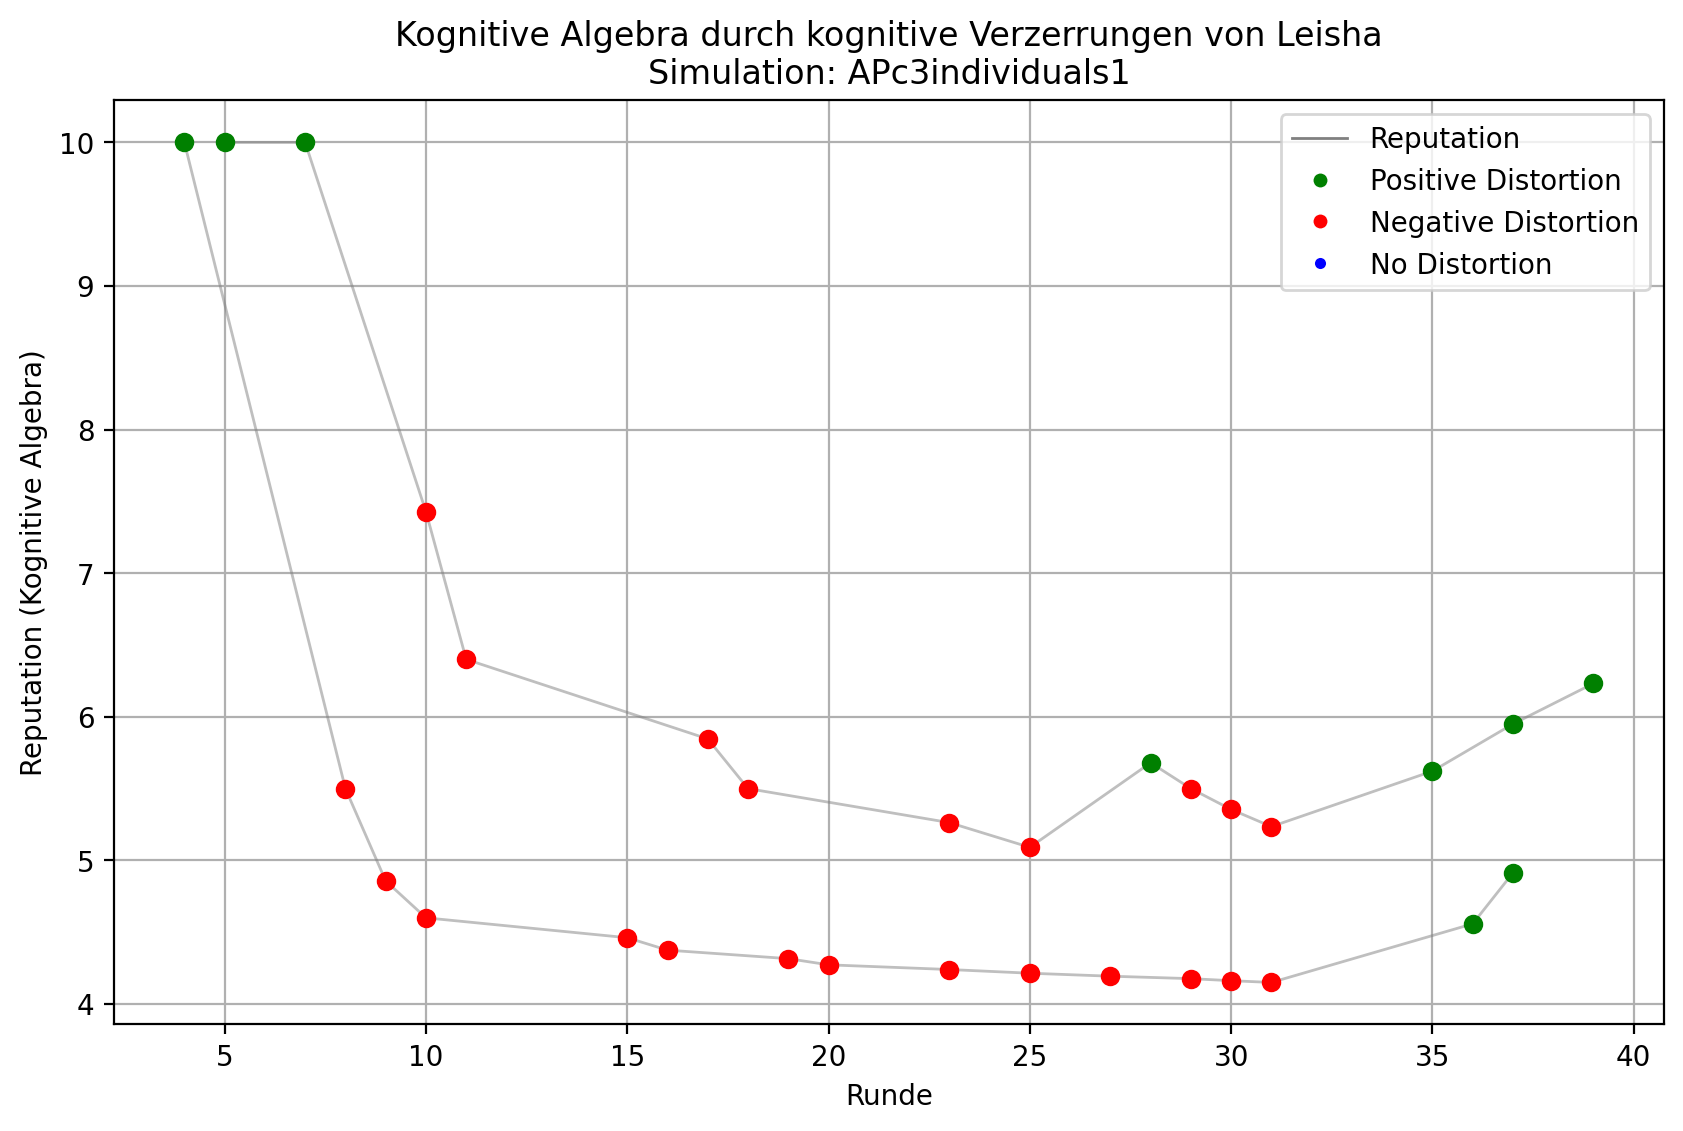 Kognitive Algebra durch kognitive Verzerrungen von Leisha
Simulation: APc3individuals1
Reputation
Positive Distortion
Negative Distortion
No Distortion
Reputation (Kognitive Algebra)
10
9
8
7
6
5
4
5 10 15 20 25 30 35 40
Runde